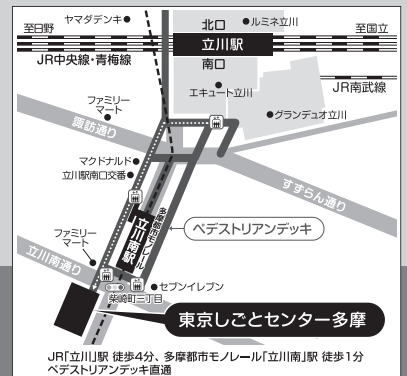 ヤマダデンキ
北口
ルミネ立川
至日野
立川駅
至国立
JR中央線・青梅線
南口
JR南武線
エキュート立川
ファミリー
マート
グランデュオ立川
諏訪通り
マクドナルド
立川駅南口交番
すずらん通り
多摩都市モノレール
立川南駅
ペデストリアンデッキ
ファミリー
マート
立川南通り
セブンイレブン
柴崎町三丁目
東京しごとセンター多摩
JR「立川」駅 徒歩4分、多摩都市モノレール「立川南」駅 徒歩1分
ペデストリアンデッキ直通